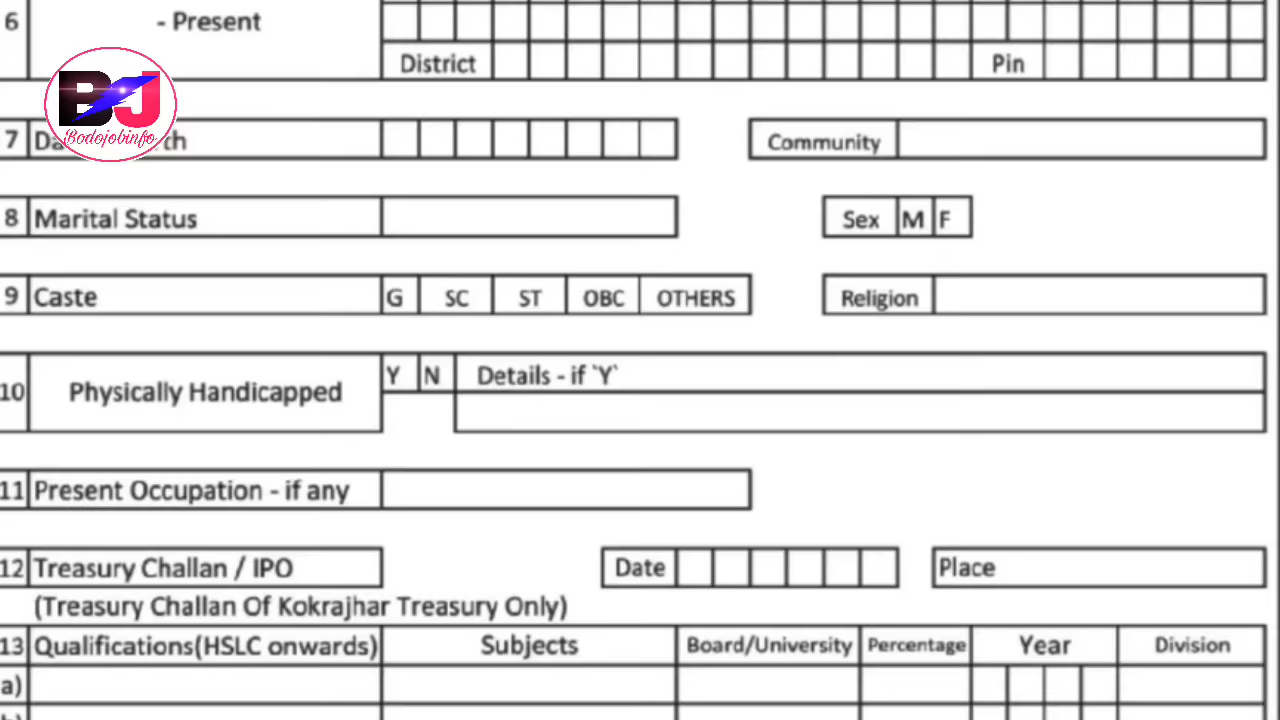 6 - Present
District Pin
BJ
Bodojobinfo
7 Community
8 Marital Status Sex M F
9 Caste G SC ST OBC OTHERS Religion
10 Physically Handicapped Y N Details - if `Y`
11 Present Occupation - if any
12 Treasury Challan / IPO Date Place
(Treasury Challan Of Kokrajhar Treasury Only)
13 Qualifications(HSLC onwards) Subjects Board/University Percentage Year Division
a)